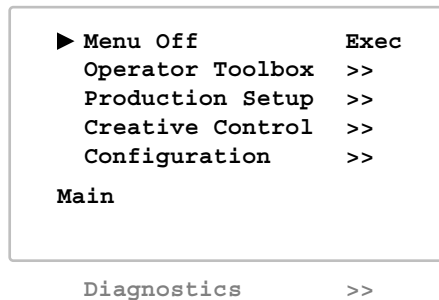 Menu Off Exec
Operator Toolbox >>
Production Setup >>
Creative Control >>
Configuration >>
Main
Diagnostics >>